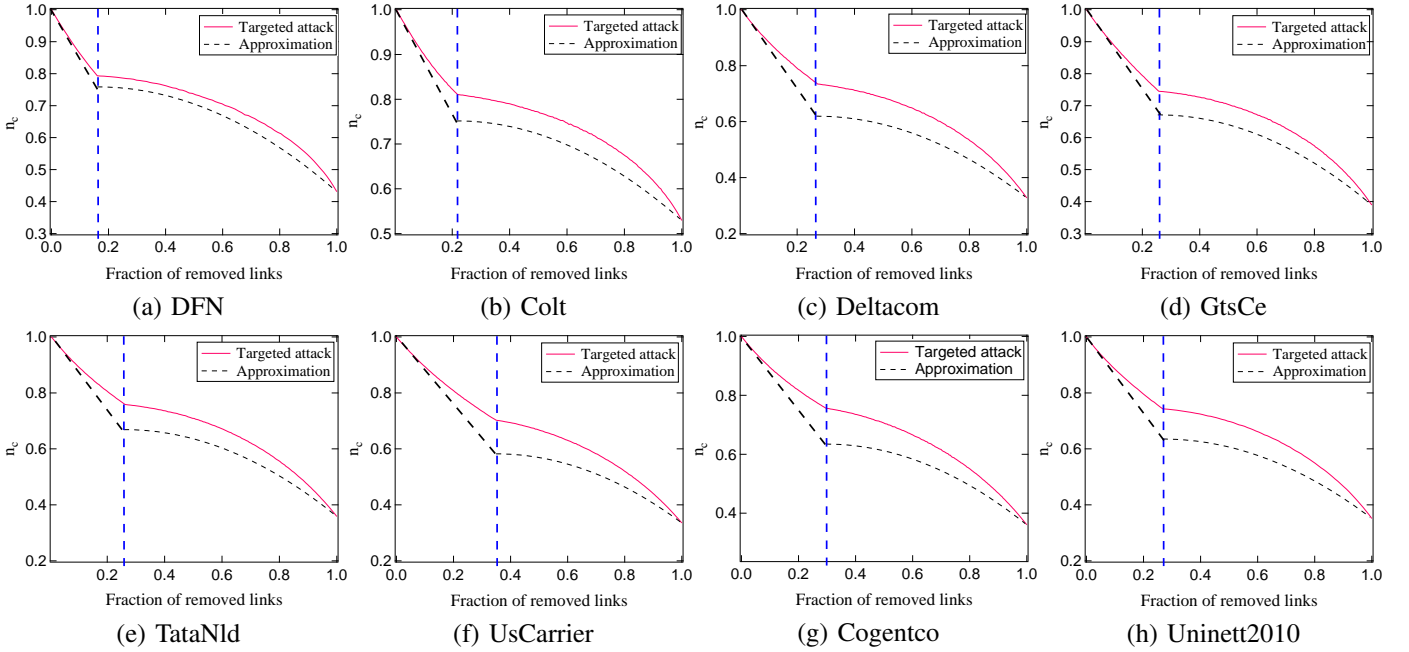 1.0
0.9
0.8
0.7
0.6
0.5
0.4
0.3
n_c
Targeted attack
Approximation
0.0 0.2 0.4 0.6 0.8 1.0
Fraction of removed links
(a) DFN
1.0
0.9
0.8
0.7
0.6
0.5
n_c
Targeted attack
Approximation
0.0 0.2 0.4 0.6 0.8 1.0
Fraction of removed links
(b) Colt
1.0
0.8
0.6
0.4
0.2
n_c
Targeted attack
Approximation
0.0 0.2 0.4 0.6 0.8 1.0
Fraction of removed links
(c) Deltacom
1.0
0.9
0.8
0.7
0.6
0.5
0.4
0.3
n_c
Targeted attack
Approximation
0.0 0.2 0.4 0.6 0.8 1.0
Fraction of removed links
(d) GtsCe
1.0
0.8
0.6
0.4
0.2
n_c
Targeted attack
Approximation
0.0 0.2 0.4 0.6 0.8 1.0
Fraction of removed links
(e) TataNld
1.0
0.8
0.6
0.4
0.2
n_c
Targeted attack
Approximation
0.0 0.2 0.4 0.6 0.8 1.0
Fraction of removed links
(f) UsCarrier
1.0
0.8
0.6
0.4
n_c
Targeted attack
Approximation
0.0 0.2 0.4 0.6 0.8 1.0
Fraction of removed links
(g) Cogentco
1.0
0.8
0.6
0.4
0.2
n_c
Targeted attack
Approximation
0.0 0.2 0.4 0.6 0.8 1.0
Fraction of removed links
(h) Uninett2010